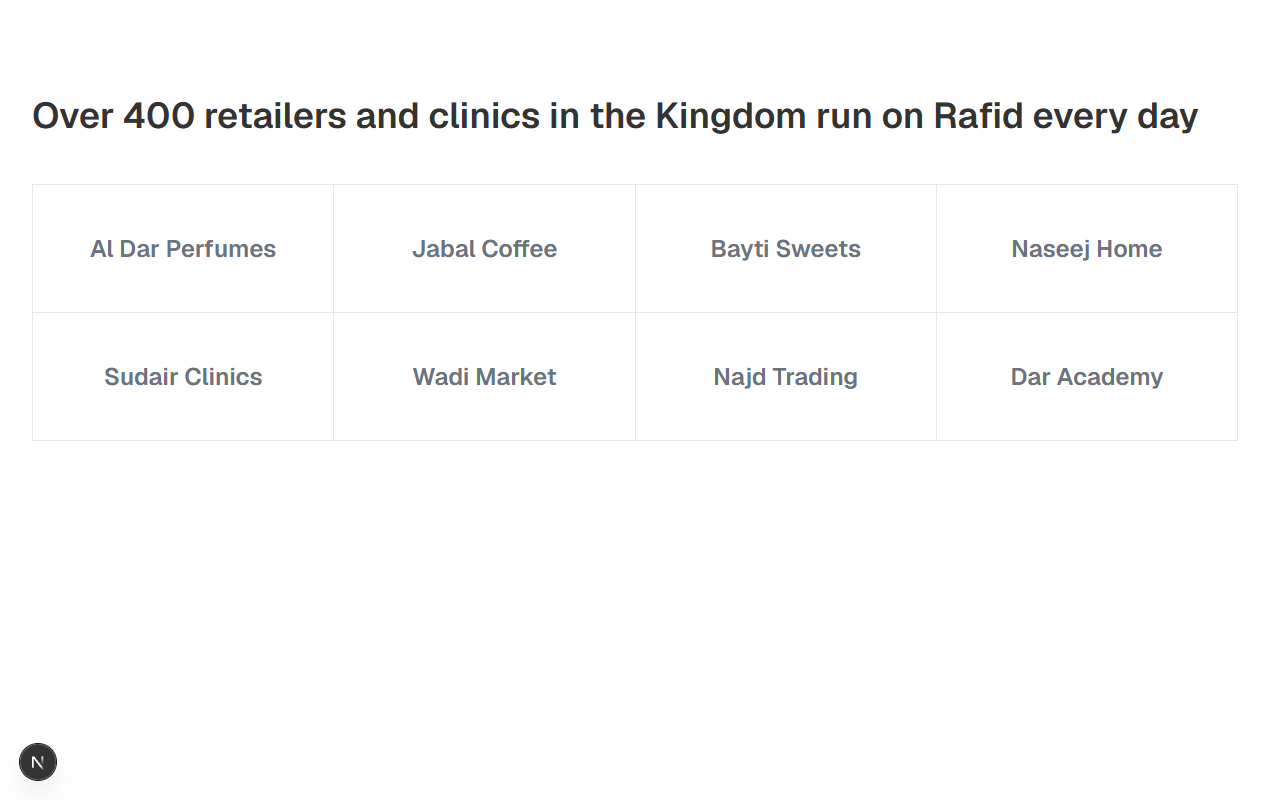 Over 400 retailers and clinics in the Kingdom run on Rafid every day
Al Dar Perfumes
Jabal Coffee
Bayti Sweets
Naseej Home
Sudair Clinics
Wadi Market
Najd Trading
Dar Academy
N